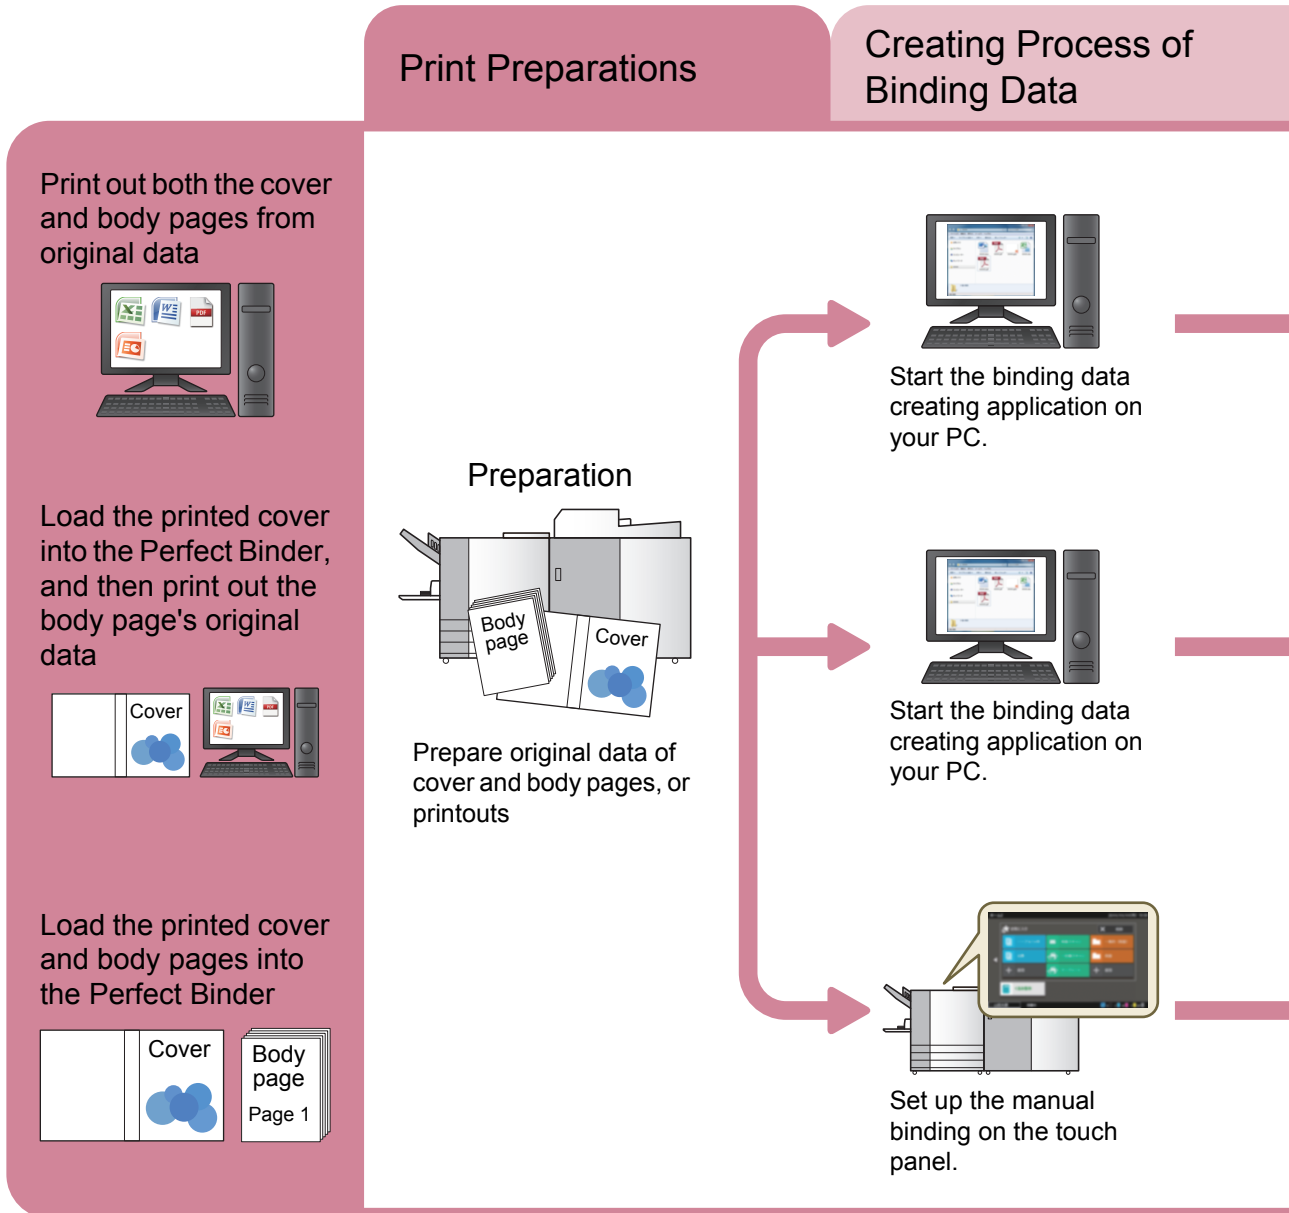 Print Preparations
Creating Process of
Binding Data
Print out both the cover
and body pages from
original data
PDF
Load the printed cover
into the Perfect Binder,
and then print out the
body page's original
data
Cover
PDF
Load the printed cover
and body pages into
the Perfect Binder
Cover
Body
page
Page 1
Preparation
Body
page
Cover
Prepare original data of
cover and body pages, or
printouts
Start the binding data
creating application on
your PC.
Start the binding data
creating application on
your PC.
Set up the manual
binding on the touch
panel.